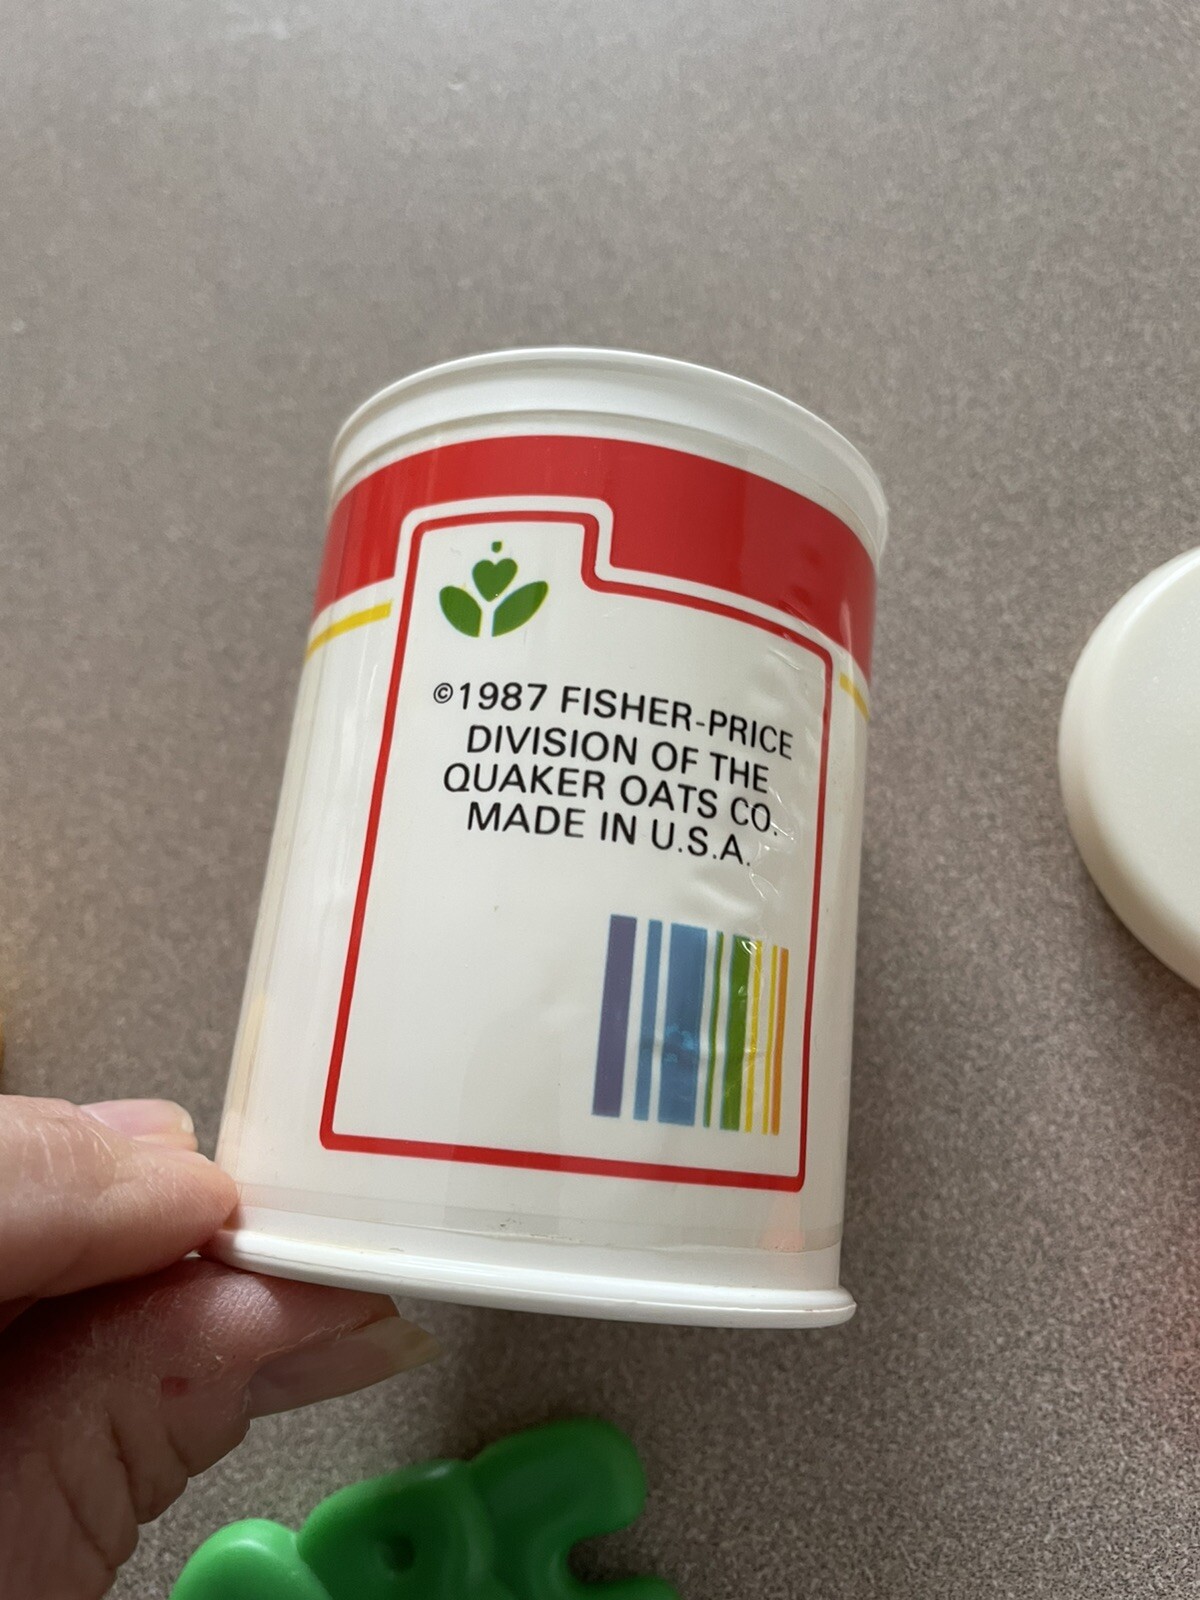 ©1987 FISHER-PRICE
DIVISION OF THE
QUAKER OATS CO.
MADE IN U.S.A.